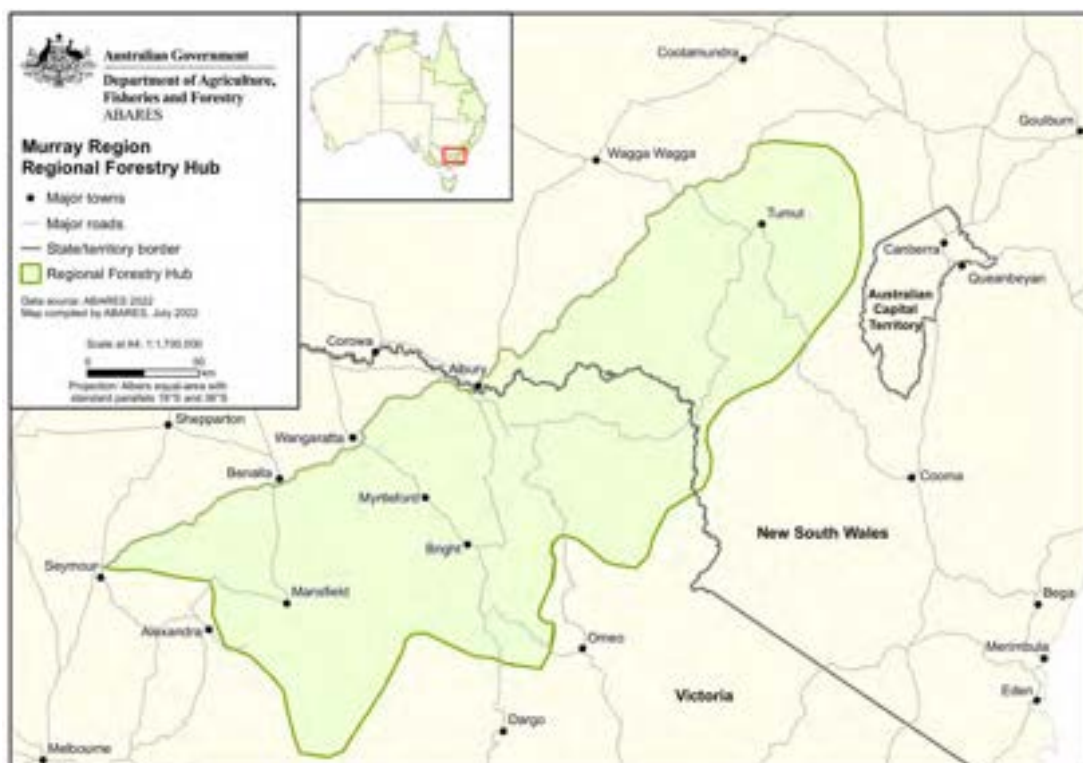 Australian Government
Department of Agriculture,
Fisheries and Forestry
ABARES
Murray Region
Regional Forestry Hub
Major towns
Major roads
State/territory border
Regional Forestry Hub
Data source: ABARES 2022
Map compiled by ABARES, July 2022
Scale at A4: 1:1,700,000
0 50
km
Projection: Albers equal-area with
standard parallels 18°S and 36°S
Cootamundra
Goulburn
Wagga Wagga
Tumut
Canberra
Queanbeyan
Australian
Capital
Territory
Corowa
Albury
Shepparton
Wangaratta
Benalla
Myrtleford
Cooma
Bright
New South Wales
Seymour
Mansfield
Bega
Alexandra
Omeo
Merimbula
Victoria
Eden
Dargo
Melbourne